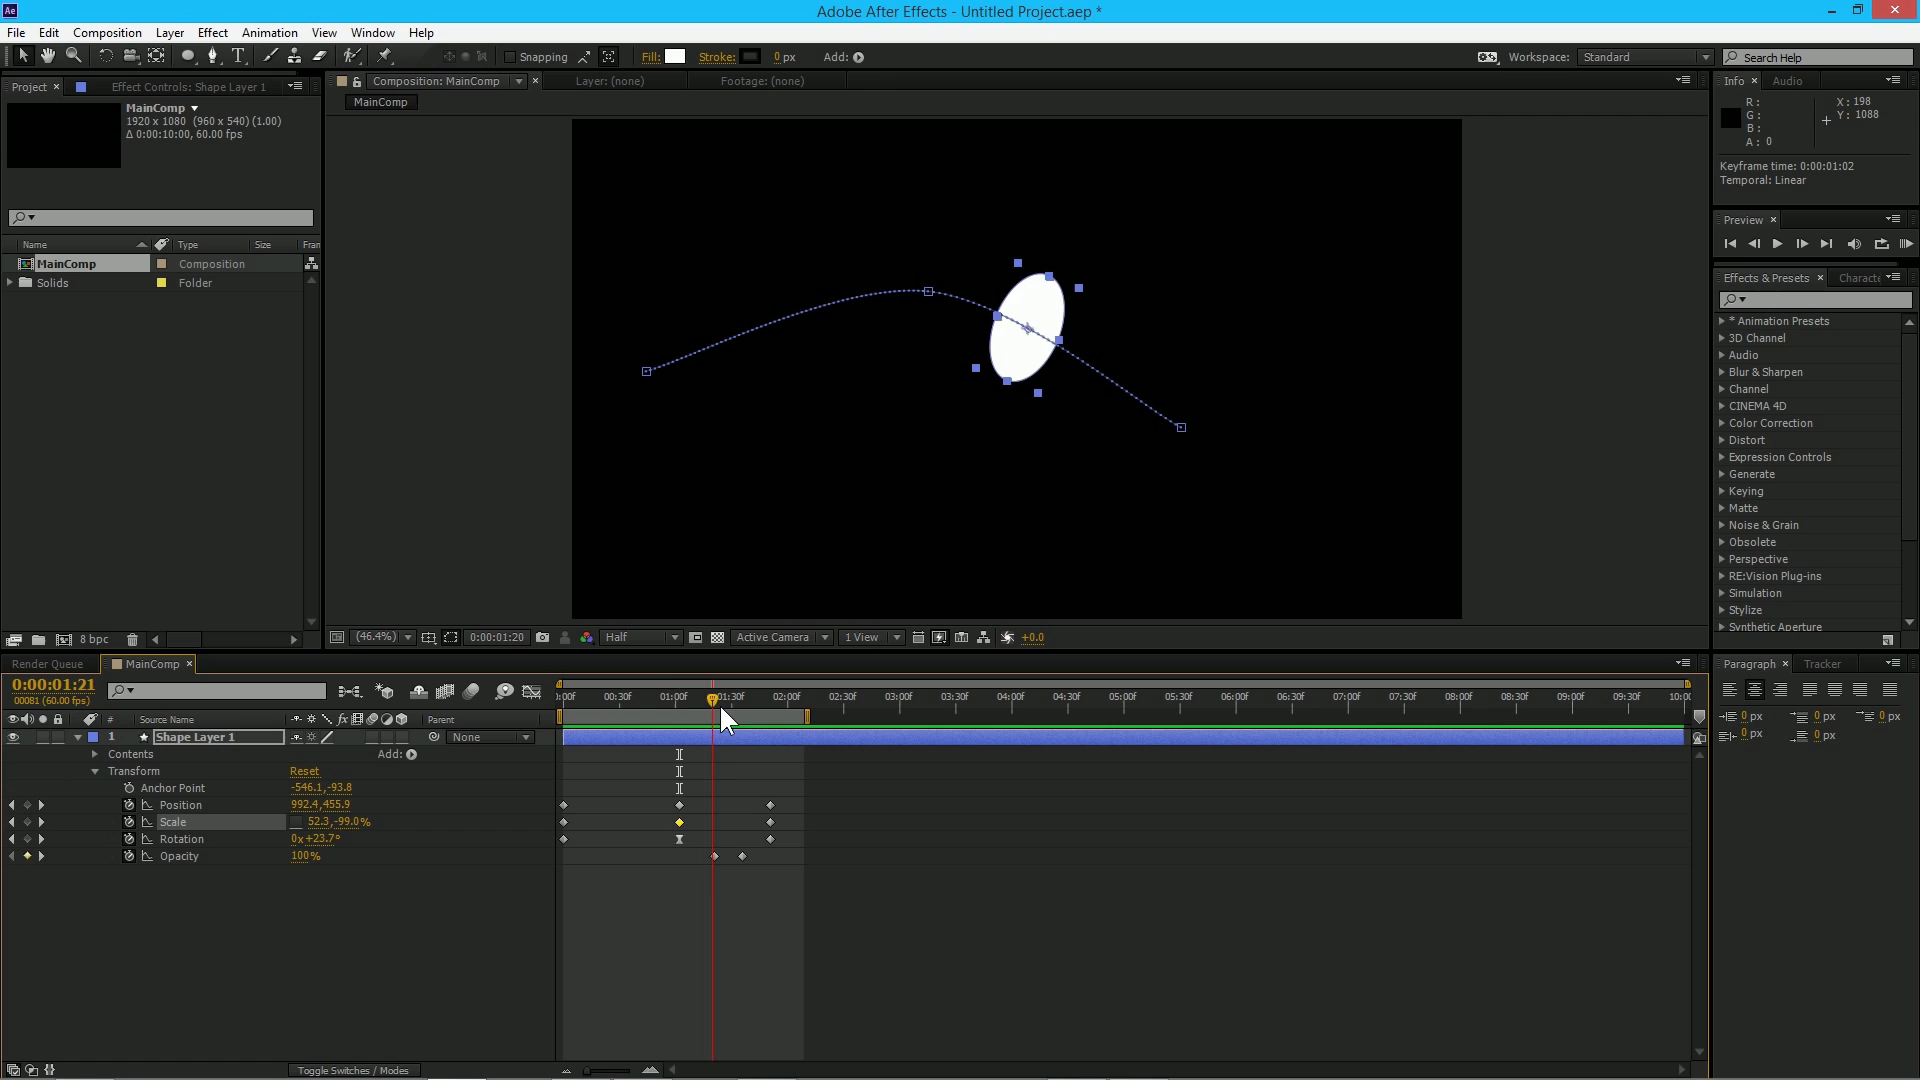 Ae
Adobe After Effects - Untitled Project.aep *
File Edit Composition Layer Effect Animation View Window Help
Snapping Fill: Stroke: 0 px Add: Workspace: Standard Search Help
Project × Effect Controls: Shape Layer 1 Composition: MainComp × Layer: (none) Footage: (none) Info × Audio
MainComp
1920 x 1080 (960 x 540) (1.00)
Δ 0:00:10:00, 60.00 fps
MainComp
R:
G:
B:
A: 0
X: 198
Y: 1088
Keyframe time: 0:00:01:02
Temporal: Linear
Preview ×
Name Type Size Fran
MainComp Composition
Solids Folder
Effects & Presets × Characte
* Animation Presets
3D Channel
Audio
Blur & Sharpen
Channel
CINEMA 4D
Color Correction
Distort
Expression Controls
Generate
Keying
Matte
Noise & Grain
Obsolete
Perspective
RE:Vision Plug-ins
Simulation
Stylize
Synthetic Aperture
8 bpc (46.4%) 0:00:01:20 Half Active Camera 1 View +0.0
Render Queue MainComp × Paragraph × Tracker
0:00:01:21
00081 (60.00 fps)
:00f 00:30f 01:00f 01:30f 02:00f 02:30f 03:00f 03:30f 04:00f 04:30f 05:00f 05:30f 06:00f 06:30f 07:00f 07:30f 08:00f 08:30f 09:00f 09:30f 10:00
0 px 0 px 0 px
0 px 0 px
# Source Name fx Parent
1 Shape Layer 1 None
Contents Add:
Transform Reset
Anchor Point -546.1,-93.8
Position 992.4,455.9
Scale 52.3,-99.0%
Rotation 0x+23.7°
Opacity 100%
Toggle Switches / Modes